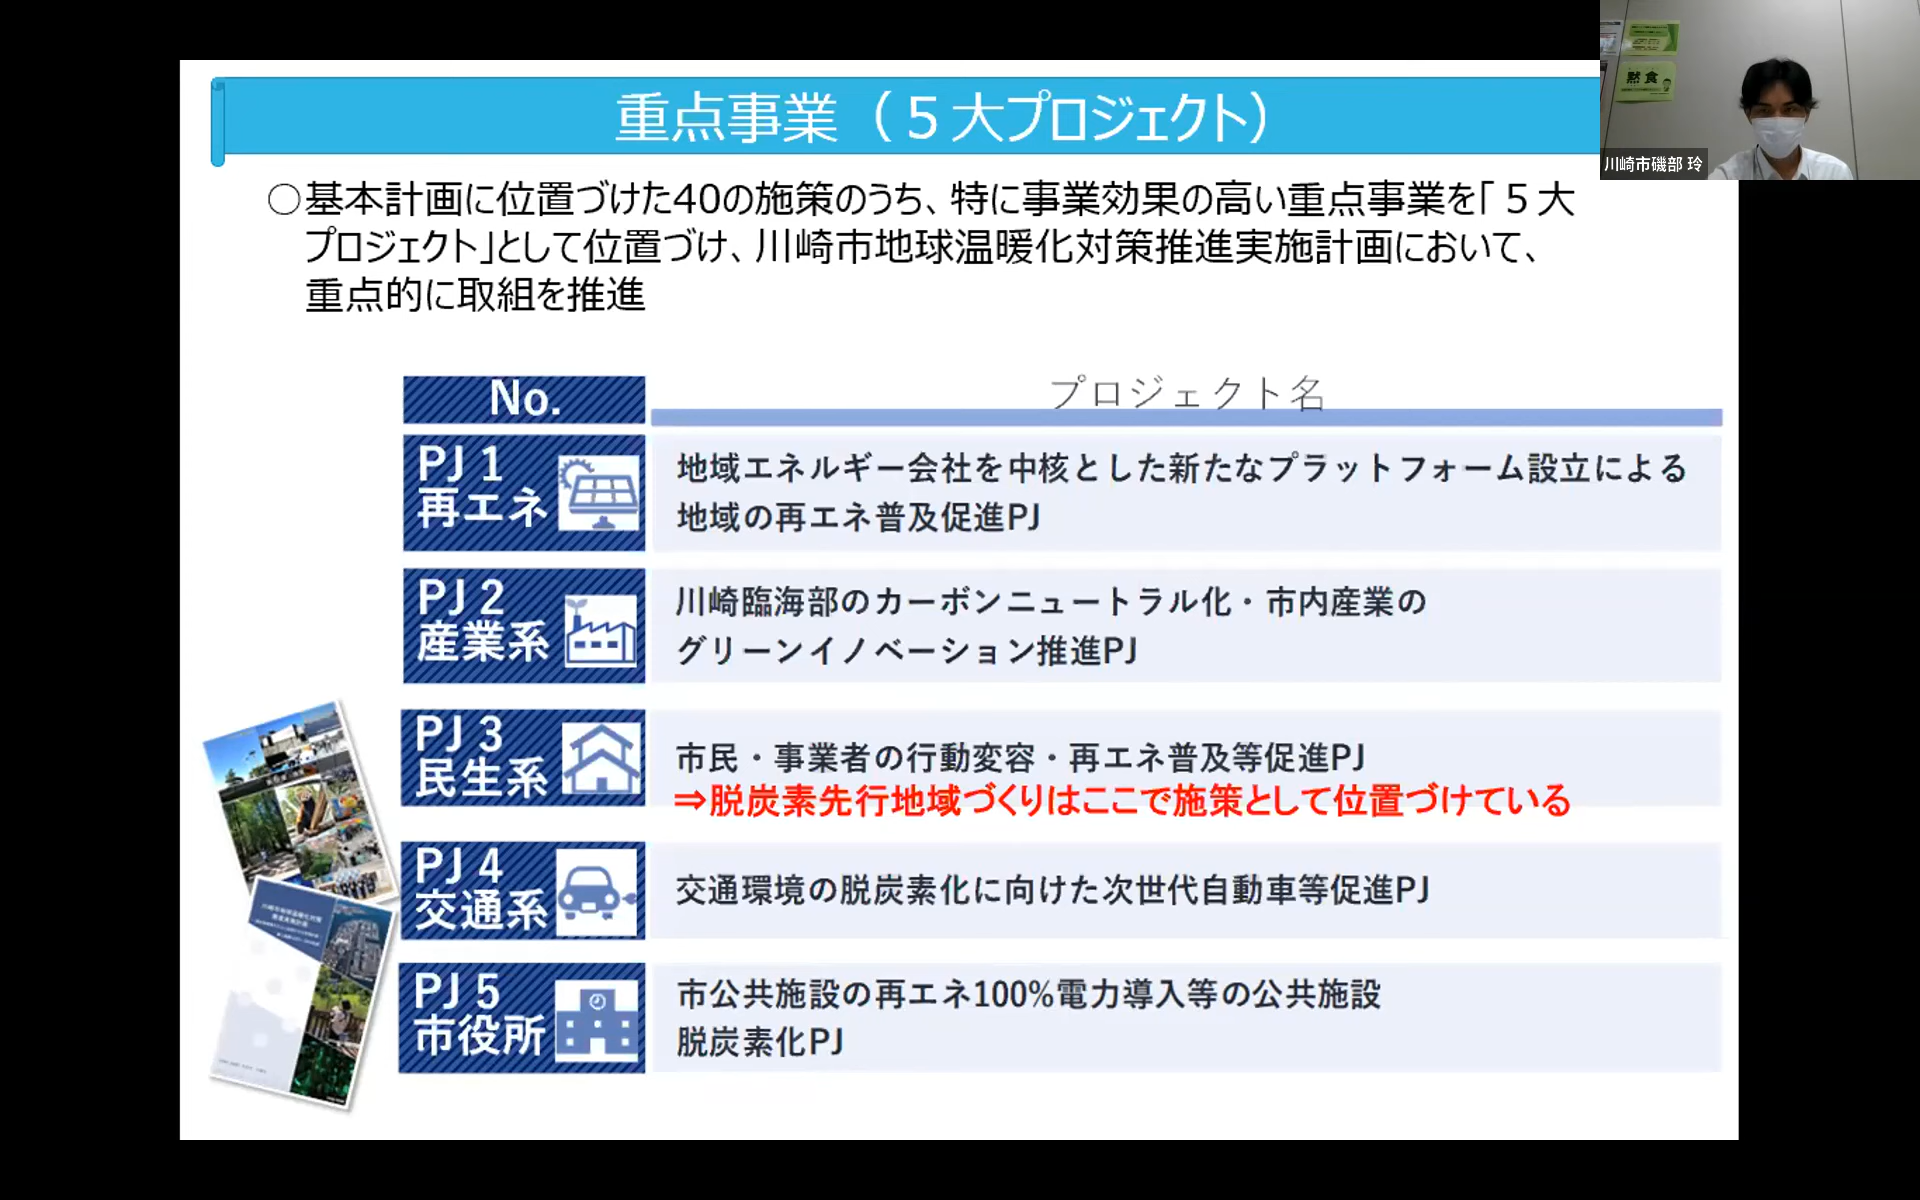 重点事業（５大プロジェクト）
黙食
川崎市磯部 玲
○基本計画に位置づけた40の施策のうち、特に事業効果の高い重点事業を「５大
プロジェクト」として位置づけ、川崎市地球温暖化対策推進実施計画において、
重点的に取組を推進
No.
プロジェクト名
PJ 1
再エネ
地域エネルギー会社を中核とした新たなプラットフォーム設立による
地域の再エネ普及促進PJ
PJ 2
産業系
川崎臨海部のカーボンニュートラル化・市内産業の
グリーンイノベーション推進PJ
PJ 3
民生系
市民・事業者の行動変容・再エネ普及等促進PJ
⇒脱炭素先行地域づくりはここで施策として位置づけている
PJ 4
交通系
交通環境の脱炭素化に向けた次世代自動車等促進PJ
PJ 5
市役所
市公共施設の再エネ100%電力導入等の公共施設
脱炭素化PJ